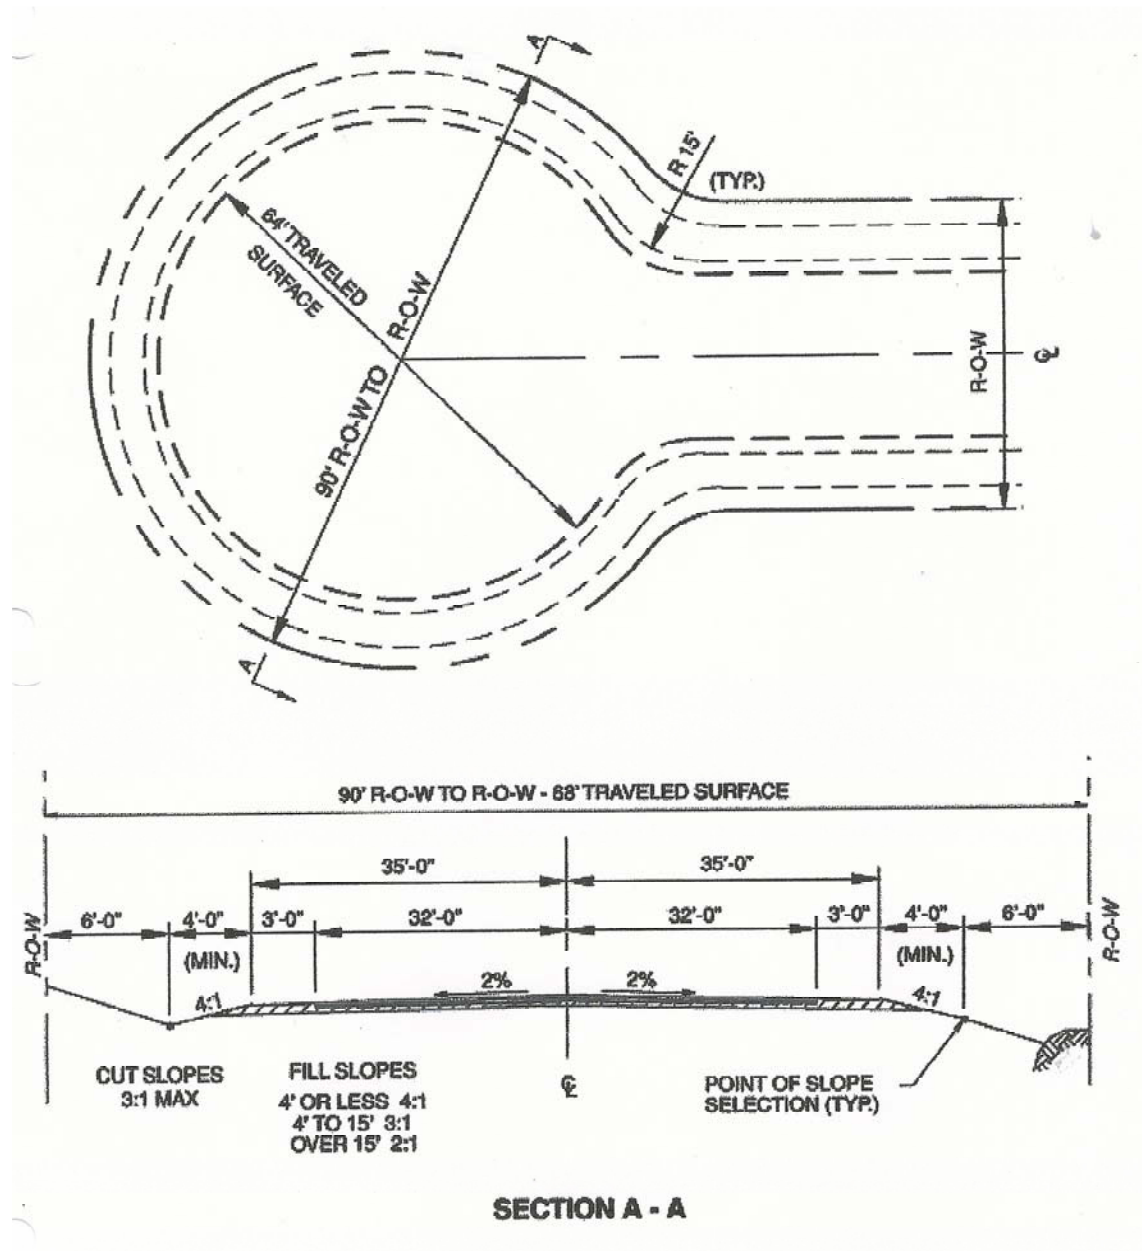 A
R 15'
(TYP.)
64' TRAVELED
SURFACE
R-O-W
90' R-O-W TO
R-O-W
CL
A
90' R-O-W TO R-O-W - 68' TRAVELED SURFACE
35'-0" 35'-0"
R-O-W 6'-0" 4'-0" 3'-0" 32'-0" 32'-0" 3'-0" 4'-0" 6'-0" R-O-W
(MIN.) (MIN.)
4:1 2% 2% 4:1
CUT SLOPES
3:1 MAX
FILL SLOPES
4' OR LESS 4:1
4' TO 15' 3:1
OVER 15' 2:1
CL
POINT OF SLOPE
SELECTION (TYP.)
SECTION A - A